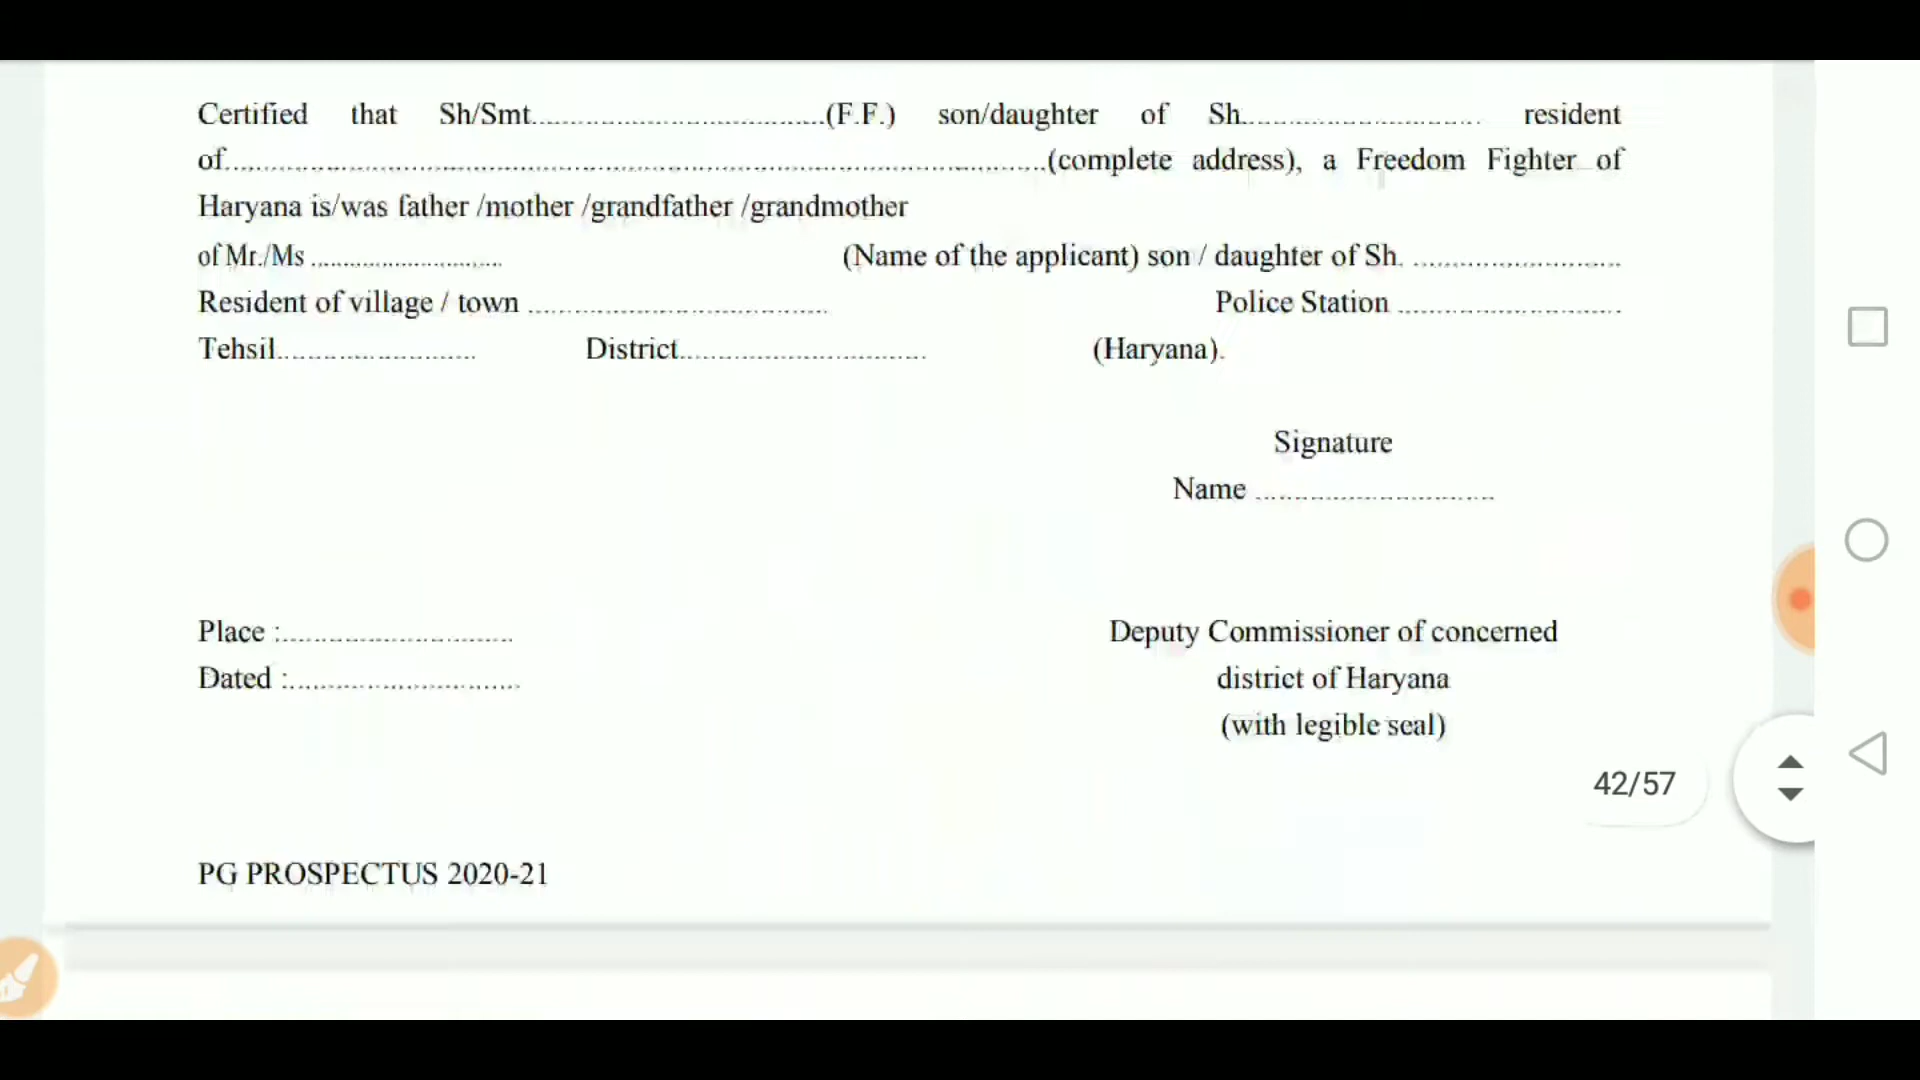 Certified that Sh/Smt..................................(F.F.) son/daughter of Sh............................ resident
of...............................................................................................(complete address), a Freedom Fighter of
Haryana is/was father /mother /grandfather /grandmother
of Mr./Ms ......................... (Name of the applicant) son / daughter of Sh. ...........................
Resident of village / town ....................................... Police Station .............................
Tehsil.......................... District................................ (Haryana).
Signature
Name ...............................
Place :.............................. Deputy Commissioner of concerned
Dated :.............................. district of Haryana
(with legible seal)
42/57
PG PROSPECTUS 2020-21